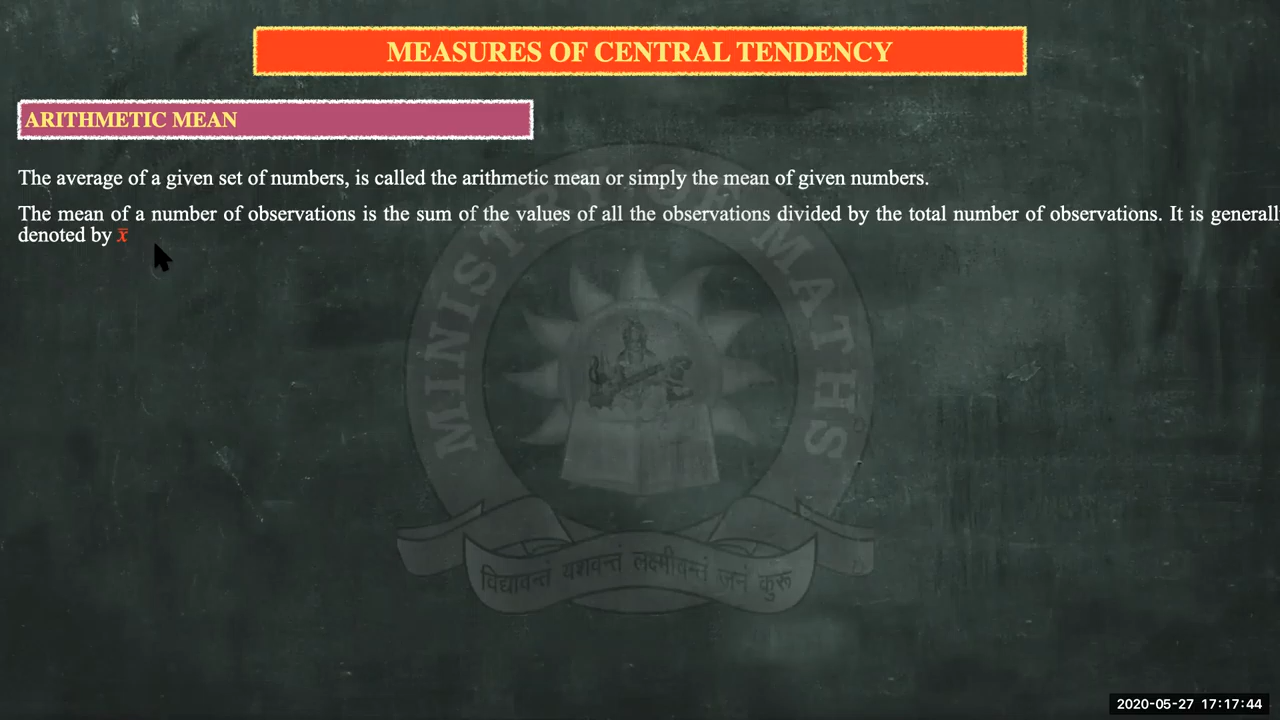 MEASURES OF CENTRAL TENDENCY
ARITHMETIC MEAN
The average of a given set of numbers, is called the arithmetic mean or simply the mean of given numbers.
The mean of a number of observations is the sum of the values of all the observations divided by the total number of observations. It is generall
denoted by x̅
MINISTRY OF MATHS
विद्यावन्तं यशवन्तं लक्ष्मीवन्तं जनं कुरू
2020-05-27 17:17:44